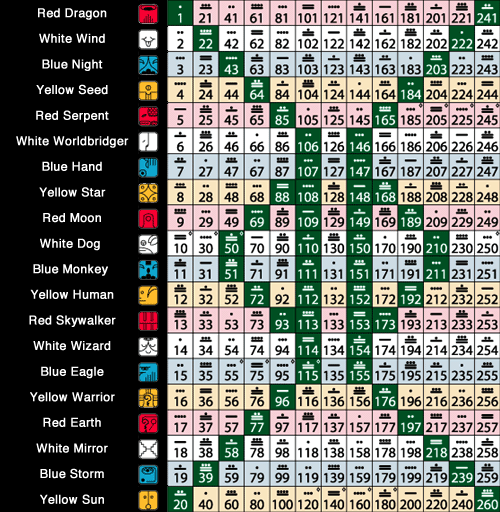 Red Dragon 1 21 41 61 81 101 121 141 161 181 201 221 241
White Wind 2 22 42 62 82 102 122 142 162 182 202 222 242
Blue Night 3 23 43 63 83 103 123 143 163 183 203 223 243
Yellow Seed 4 24 44 64 84 104 124 144 164 184 204 224 244
Red Serpent 5 25 45 65 85 105 125 145 165 185 205 225 245
White Worldbridger 6 26 46 66 86 106 126 146 166 186 206 226 246
Blue Hand 7 27 47 67 87 107 127 147 167 187 207 227 247
Yellow Star 8 28 48 68 88 108 128 148 168 188 208 228 248
Red Moon 9 29 49 69 89 109 129 149 169 189 209 229 249
White Dog 10 30 50 70 90 110 130 150 170 190 210 230 250
Blue Monkey 11 31 51 71 91 111 131 151 171 191 211 231 251
Yellow Human 12 32 52 72 92 112 132 152 172 192 212 232 252
Red Skywalker 13 33 53 73 93 113 133 153 173 193 213 233 253
White Wizard 14 34 54 74 94 114 134 154 174 194 214 234 254
Blue Eagle 15 35 55 75 95 115 135 155 175 195 215 235 255
Yellow Warrior 16 36 56 76 96 116 136 156 176 196 216 236 256
Red Earth 17 37 57 77 97 117 137 157 177 197 217 237 257
White Mirror 18 38 58 78 98 118 138 158 178 198 218 238 258
Blue Storm 19 39 59 79 99 119 139 159 179 199 219 239 259
Yellow Sun 20 40 60 80 100 120 140 160 180 200 220 240 260